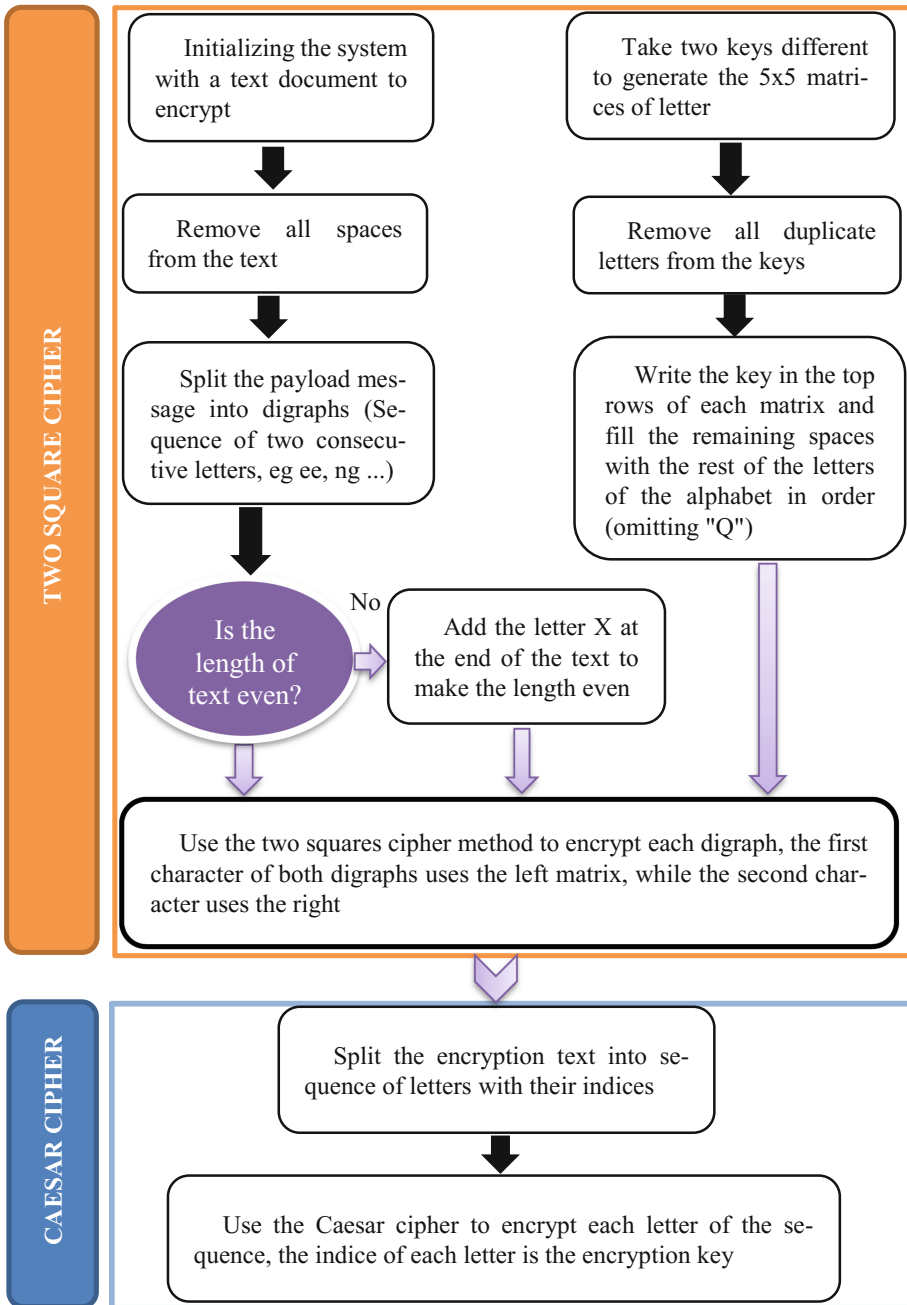 TWO SQUARE CIPHER
Initializing the system
with a text document to
encrypt
Take two keys different
to generate the 5x5 matri-
ces of letter
Remove all spaces
from the text
Remove all duplicate
letters from the keys
Split the payload mes-
sage into digraphs (Se-
quence of two consecu-
tive letters, eg ee, ng ...)
Write the key in the top
rows of each matrix and
fill the remaining spaces
with the rest of the letters
of the alphabet in order
(omitting "Q")
Is the
length of
text even?
No
Add the letter X at
the end of the text to
make the length even
Use the two squares cipher method to encrypt each digraph, the first
character of both digraphs uses the left matrix, while the second char-
acter uses the right
CAESAR CIPHER
Split the encryption text into se-
quence of letters with their indices
Use the Caesar cipher to encrypt each letter of the se-
quence, the indice of each letter is the encryption key